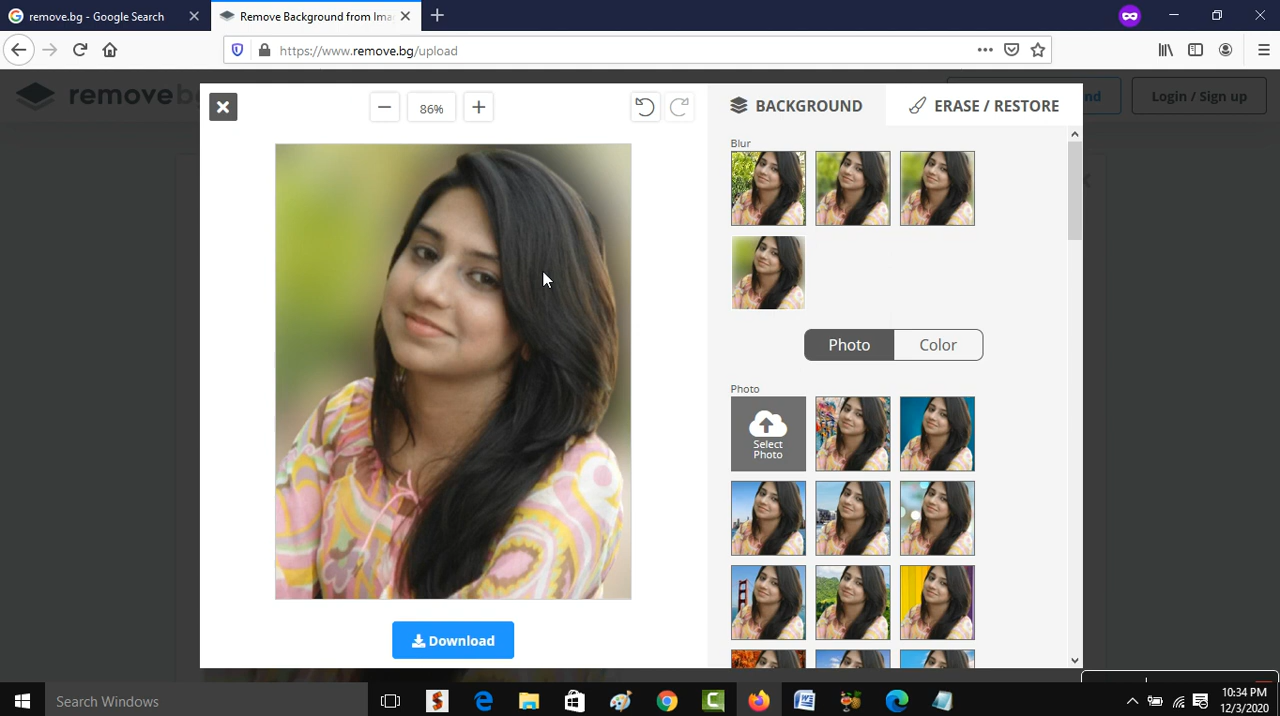 remove.bg - Google Search
Remove Background from Ima
https://www.remove.bg/upload
remove
Login / Sign up
86%
BACKGROUND
ERASE / RESTORE
Blur
Photo
Color
Photo
Select
Photo
Download
Search Windows
10:34 PM
12/3/2020